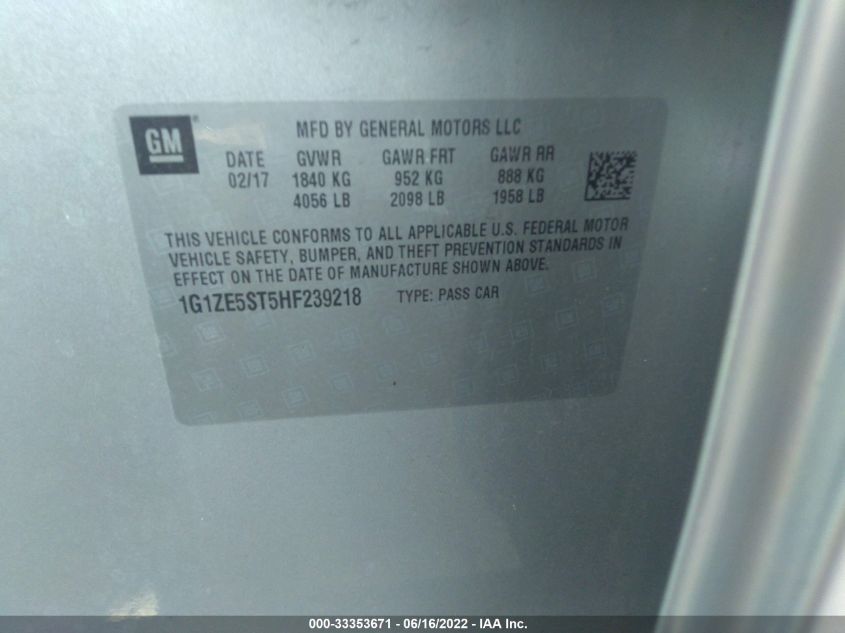 GM
MFD BY GENERAL MOTORS LLC
DATE GVWR GAWR FRT GAWR RR
02/17 1840 KG 952 KG 888 KG
4056 LB 2098 LB 1958 LB
THIS VEHICLE CONFORMS TO ALL APPLICABLE U.S. FEDERAL MOTOR
VEHICLE SAFETY, BUMPER, AND THEFT PREVENTION STANDARDS IN
EFFECT ON THE DATE OF MANUFACTURE SHOWN ABOVE.
1G1ZE5ST5HF239218 TYPE: PASS CAR
000-33353671 - 06/16/2022 - IAA Inc.